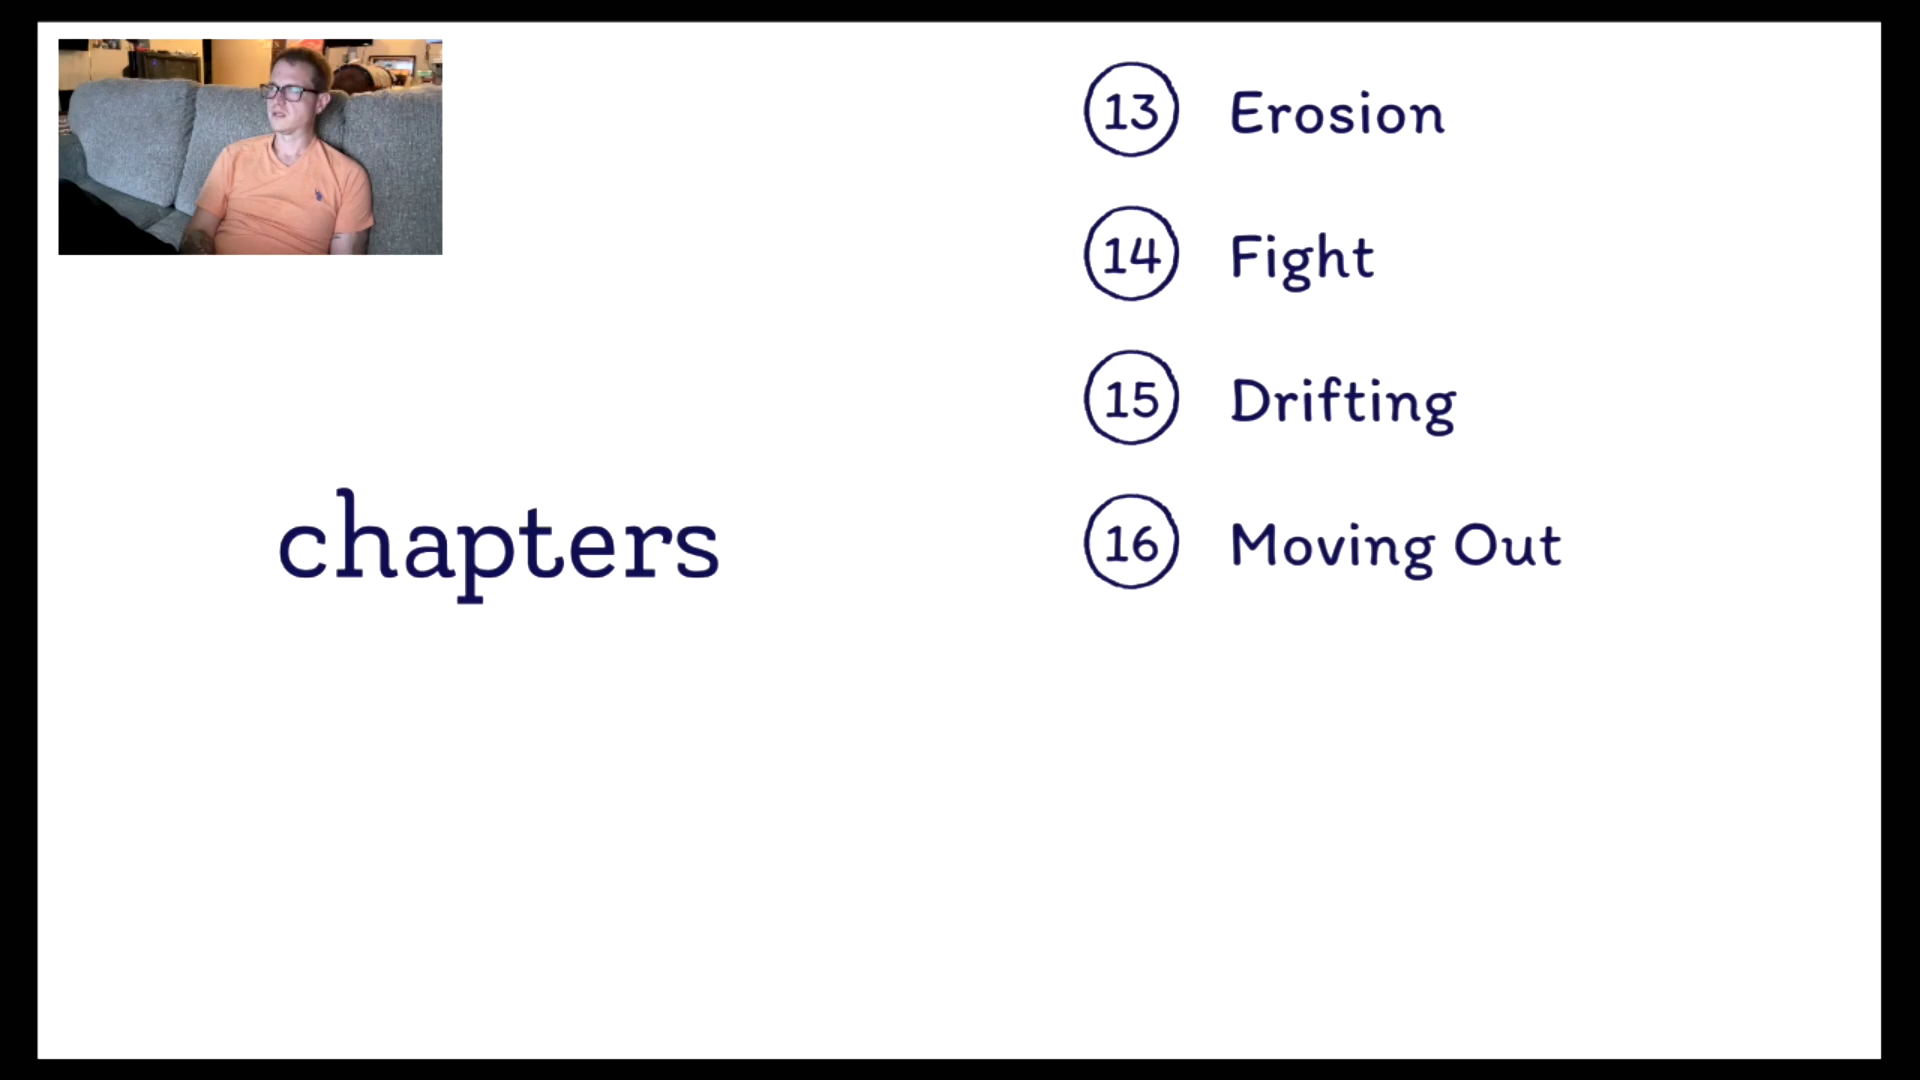 13 Erosion
14 Fight
15 Drifting
chapters
16 Moving Out